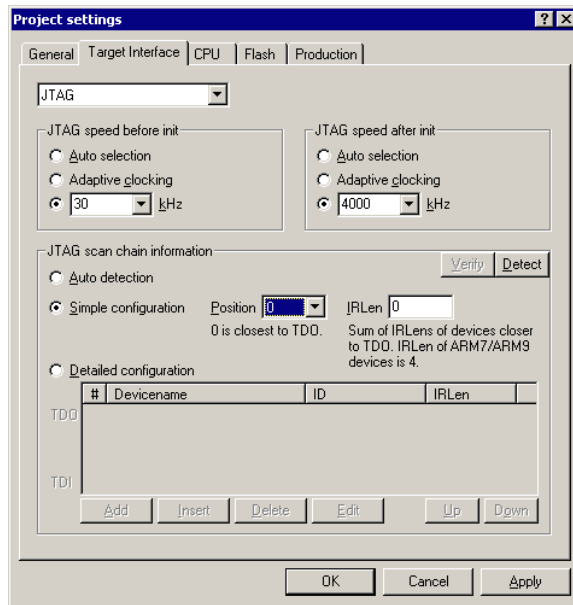 Project settings
General Target Interface CPU Flash Production
JTAG
JTAG speed before init JTAG speed after init
Auto selection Auto selection
Adaptive clocking Adaptive clocking
30 kHz 4000 kHz
JTAG scan chain information
Verify Detect
Auto detection
Simple configuration Position 0 IRLen 0
0 is closest to TDO. Sum of IRLens of devices closer
to TDO. IRLen of ARM7/ARM9
devices is 4.
Detailed configuration
# Devicename ID IRLen
TDO
TDI
Add Insert Delete Edit Up Down
OK Cancel Apply